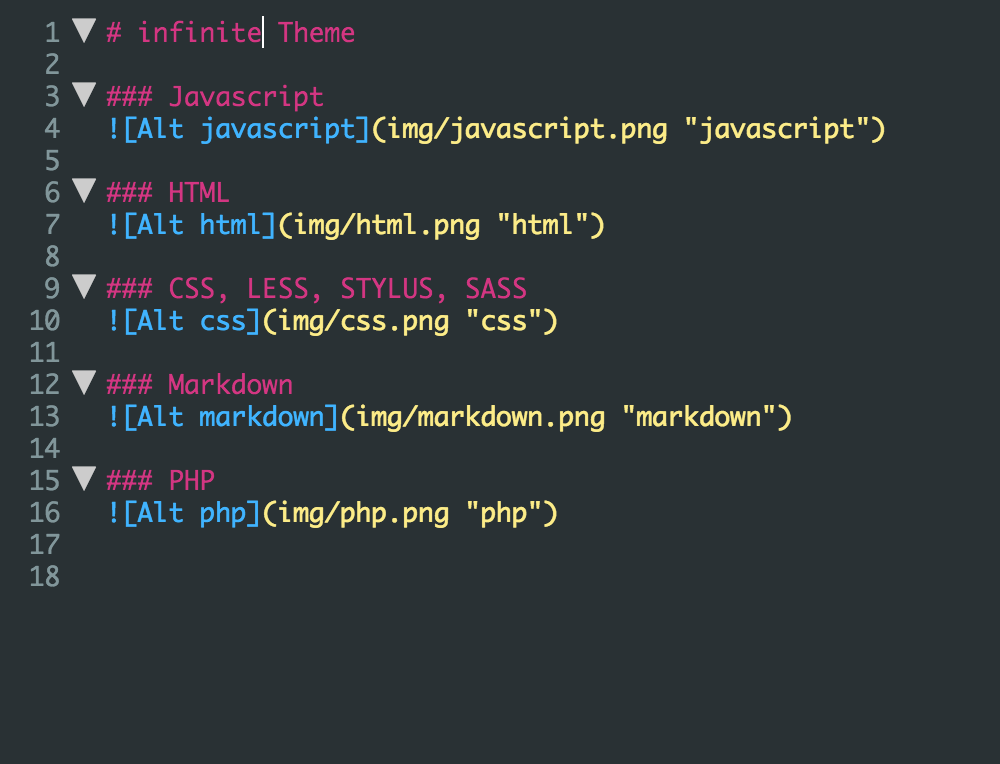 1 # infinite Theme
2
3 ### Javascript
4 ![Alt javascript](img/javascript.png "javascript")
5
6 ### HTML
7 ![Alt html](img/html.png "html")
8
9 ### CSS, LESS, STYLUS, SASS
10 ![Alt css](img/css.png "css")
11
12 ### Markdown
13 ![Alt markdown](img/markdown.png "markdown")
14
15 ### PHP
16 ![Alt php](img/php.png "php")
17
18